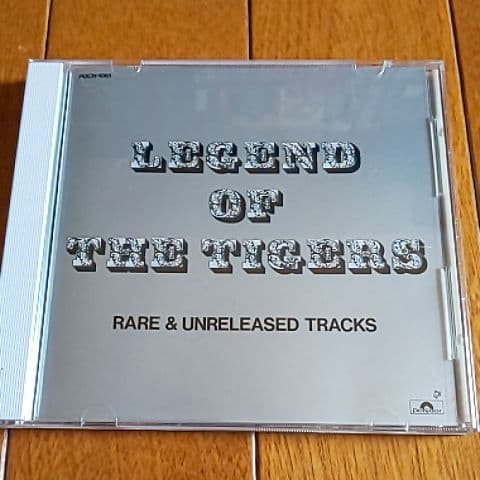 LEGEND
OF
THE TIGERS
RARE & UNRELEASED TRACKS